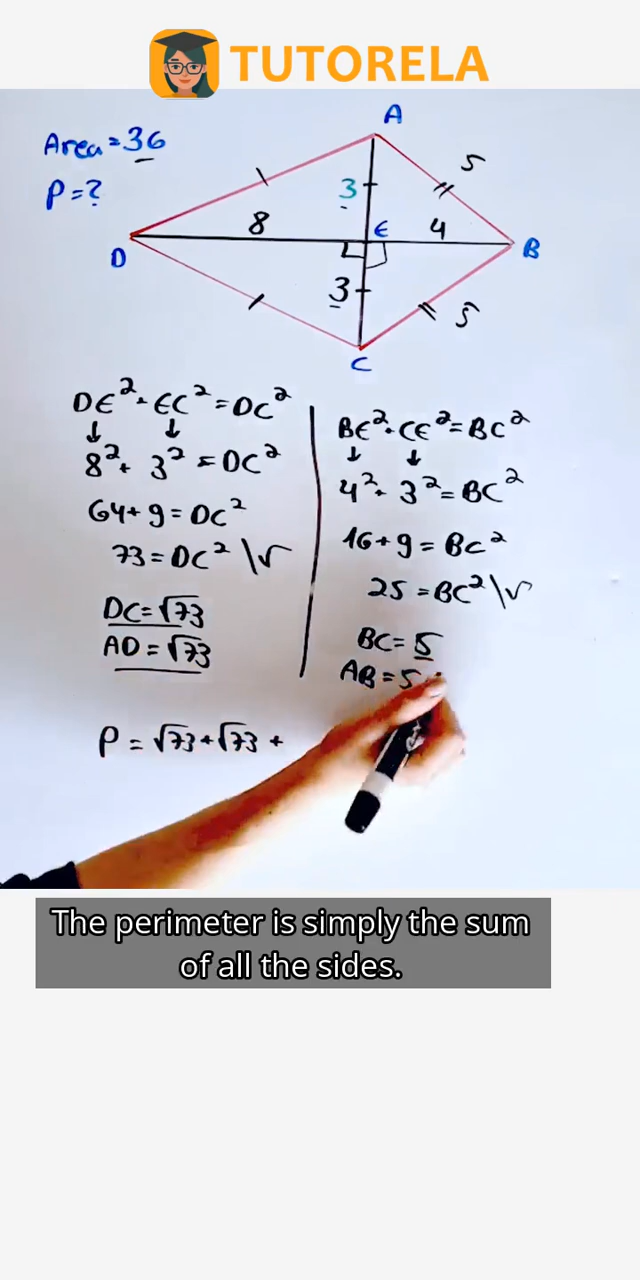 TUTORELA
Area = 36
P = ?
A
5
3
8
E
4
D
B
3
5
C
DE² + EC² = DC²
8² + 3² = DC²
64 + 9 = DC²
73 = DC² \√
DC = √73
AD = √73
BE² + CE² = BC²
4² + 3² = BC²
16 + 9 = BC²
25 = BC² \√
BC = 5
AB = 5
P = √73 + √73 +
The perimeter is simply the sum
of all the sides.